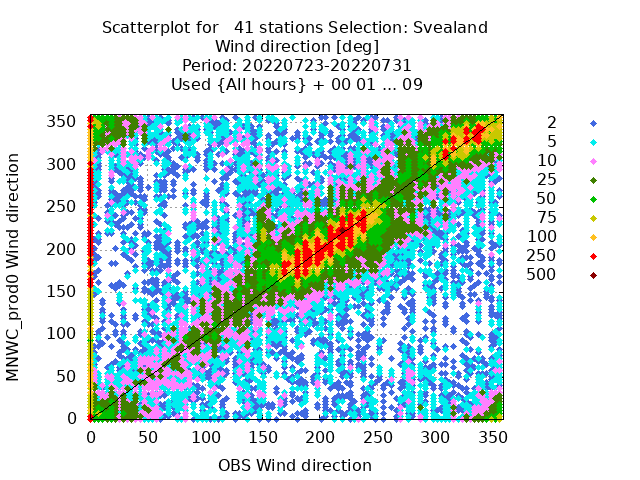 Scatterplot for   41 stations Selection: Svealand
Wind direction [deg]
Period: 20220723-20220731
Used {All hours} + 00 01 ... 09
MNWC_prod0 Wind direction
350
300
250
200
150
100
50
0
0 50 100 150 200 250 300 350
OBS Wind direction
2
5
10
25
50
75
100
250
500